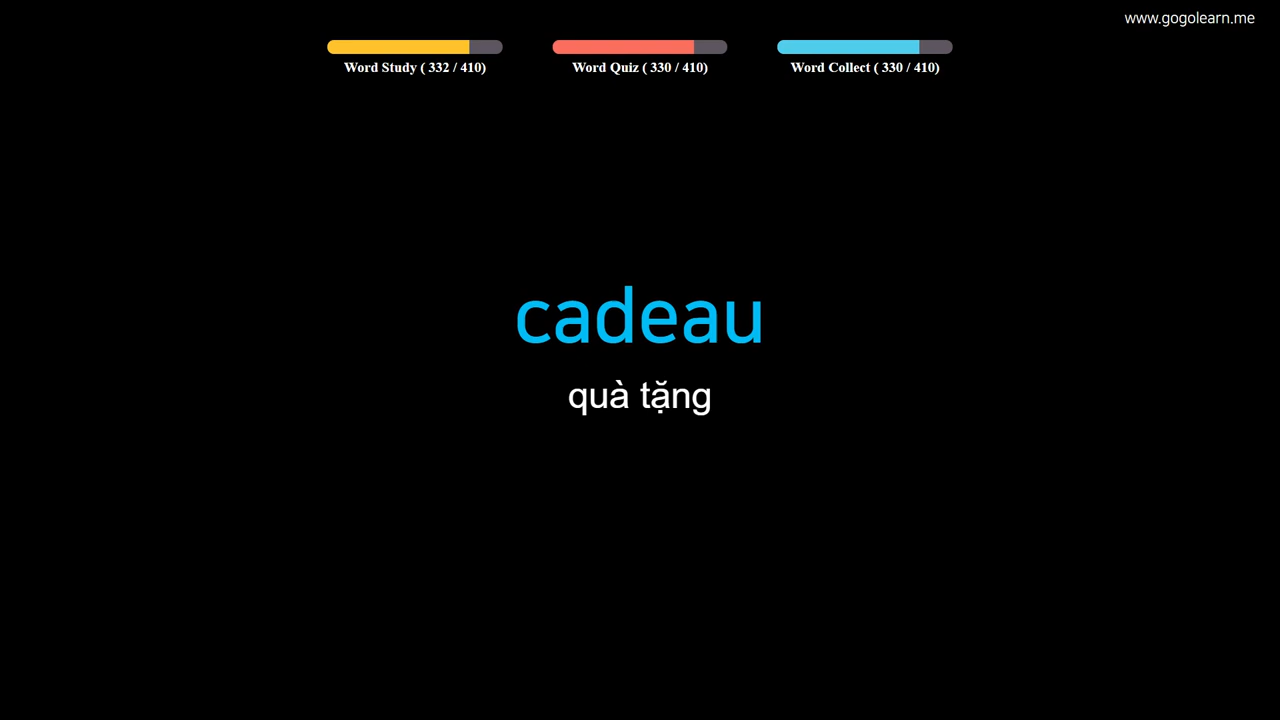 www.gogolearn.me
Word Study ( 332 / 410)
Word Quiz ( 330 / 410)
Word Collect ( 330 / 410)
cadeau
quà tặng